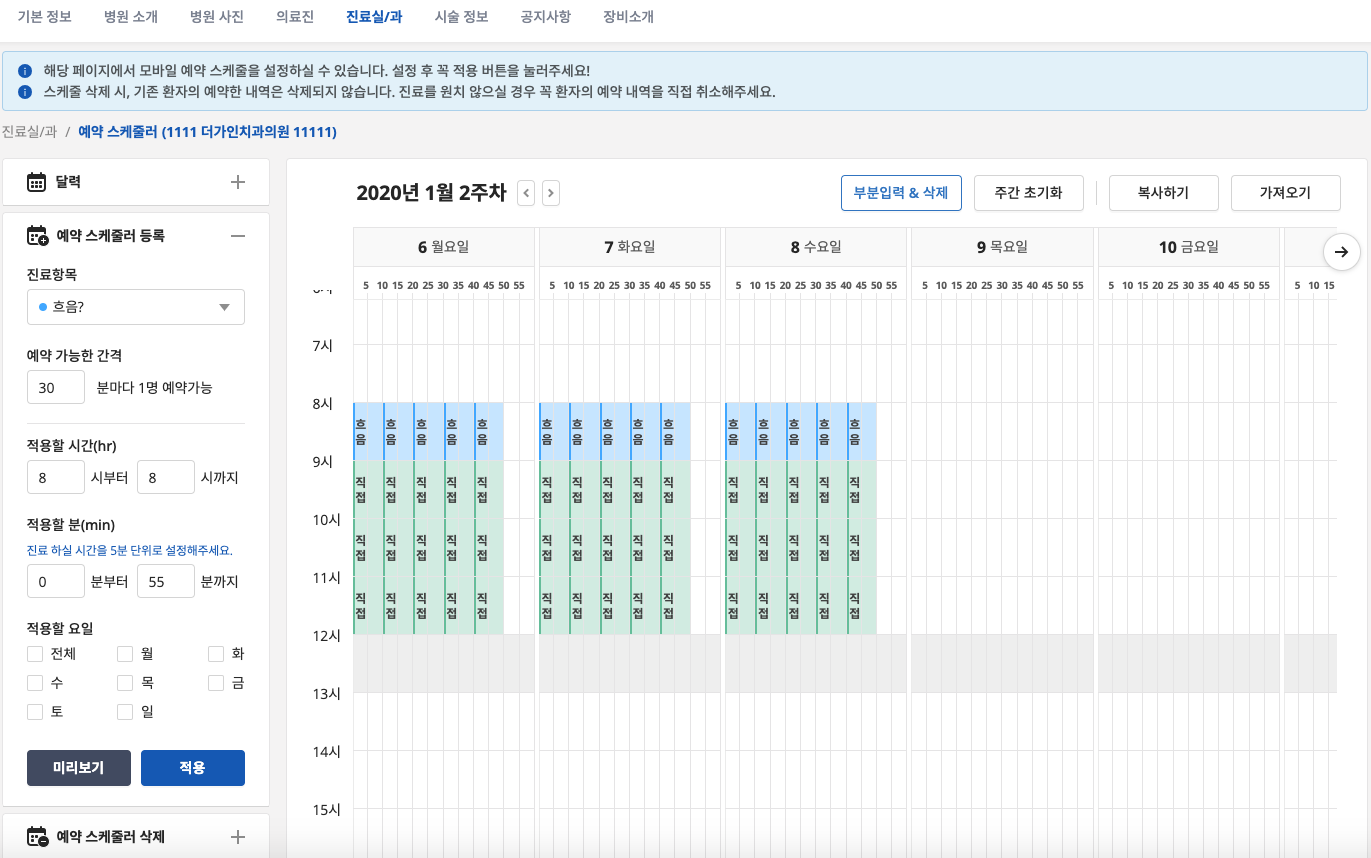 기본 정보 병원 소개 병원 사진 의료진 진료실/과 시술 정보 공지사항 장비소개
해당 페이지에서 모바일 예약 스케줄을 설정하실 수 있습니다. 설정 후 꼭 적용 버튼을 눌러주세요!
스케줄 삭제 시, 기존 환자의 예약한 내역은 삭제되지 않습니다. 진료를 원치 않으실 경우 꼭 환자의 예약 내역을 직접 취소해주세요.
진료실/과 / 예약 스케줄러 (1111 더가인치과의원 11111)
달력
예약 스케줄러 등록
진료항목
흐음?
예약 가능한 간격
30 분마다 1명 예약가능
적용할 시간(hr)
8 시부터 8 시까지
적용할 분(min)
진료 하실 시간을 5분 단위로 설정해주세요.
0 분부터 55 분까지
적용할 요일
전체 월 화
수 목 금
토 일
미리보기 적용
예약 스케줄러 삭제
2020년 1월 2주차 < > 부분입력 & 삭제 주간 초기화 복사하기 가져오기
6 월요일 7 화요일 8 수요일 9 목요일 10 금요일
5 10 15 20 25 30 35 40 45 50 55 5 10 15 20 25 30 35 40 45 50 55 5 10 15 20 25 30 35 40 45 50 55 5 10 15 20 25 30 35 40 45 50 55 5 10 15 20 25 30 35 40 45 50 55 5 10 15
7시
8시
흐음 흐음 흐음 흐음 흐음 흐음 흐음 흐음 흐음 흐음 흐음 흐음 흐음 흐음 흐음
9시
직접 직접 직접 직접 직접 직접 직접 직접 직접 직접 직접 직접 직접 직접 직접
10시
직접 직접 직접 직접 직접 직접 직접 직접 직접 직접 직접 직접 직접 직접 직접
11시
직접 직접 직접 직접 직접 직접 직접 직접 직접 직접 직접 직접 직접 직접 직접
12시
13시
14시
15시